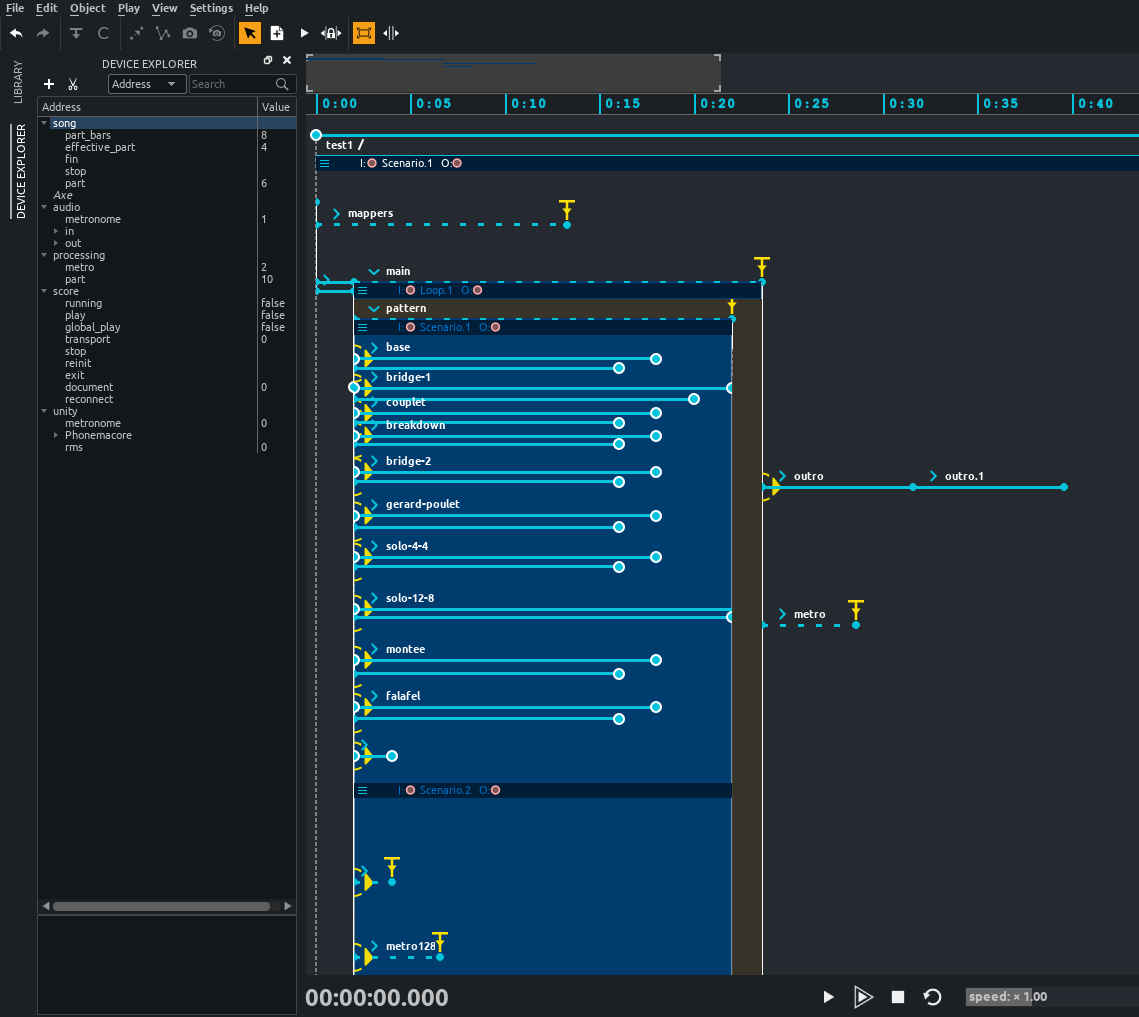 File Edit Object Play View Settings Help
LIBRARY
DEVICE EXPLORER
DEVICE EXPLORER
Address
Search
Address Value
song
part_bars 8
effective_part 4
fin
stop
part 6
Axe
audio
metronome 1
in
out
processing
metro 2
part 10
score
running false
play false
global_play false
transport 0
stop
reinit
exit
document 0
reconnect
unity
metronome 0
Phonemacore
rms 0
0:00 0:05 0:10 0:15 0:20 0:25 0:30 0:35 0:40
test1 /
I: Scenario.1 O:
mappers
main
I: Loop.1 O:
pattern
I: Scenario.1 O:
base
bridge-1
couplet
breakdown
bridge-2
outro outro.1
gerard-poulet
solo-4-4
solo-12-8
metro
montee
falafel
I: Scenario.2 O:
metro128
00:00:00.000
speed: × 1.00